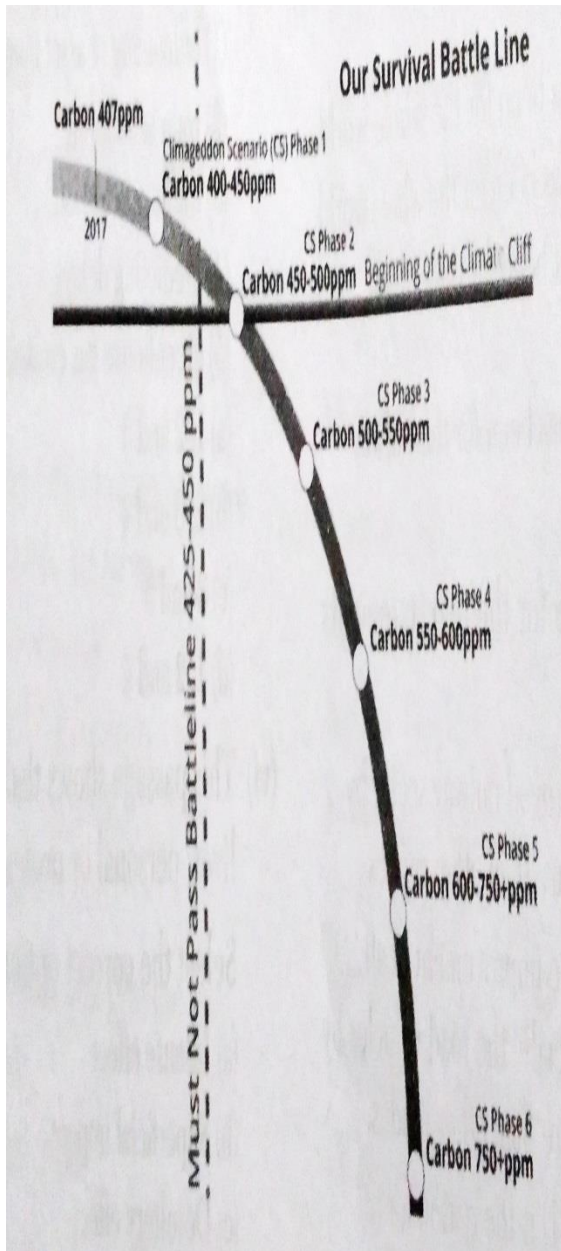 Our Survival Battle Line
Carbon 407ppm
2017
Climageddon Scenario (CS) Phase 1
Carbon 400-450ppm
CS Phase 2
Carbon 450-500ppm
Beginning of the Climatic Cliff
CS Phase 3
Carbon 500-550ppm
CS Phase 4
Carbon 550-600ppm
CS Phase 5
Carbon 600-750+ppm
CS Phase 6
Carbon 750+ppm
Must Not Pass Battleline 425-450 ppm